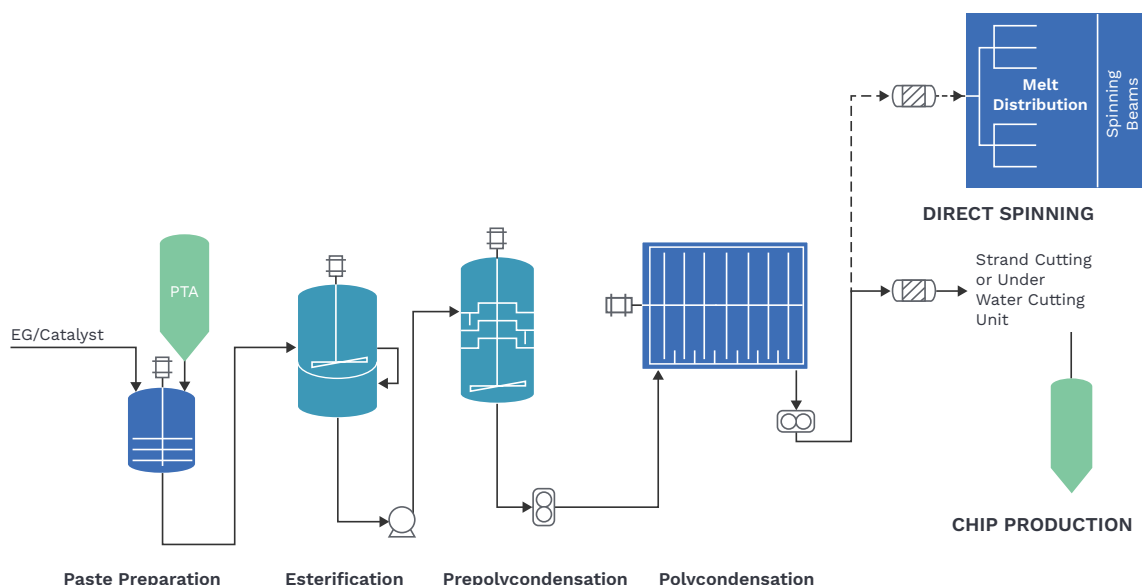 Melt
Distribution
Spinning
Beams
DIRECT SPINNING
Strand Cutting
or Under
Water Cutting
Unit
PTA
EG/Catalyst
CHIP PRODUCTION
Paste Preparation
Esterification
Prepolycondensation
Polycondensation